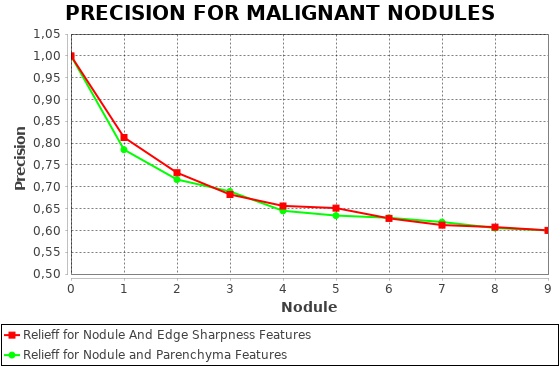 PRECISION FOR MALIGNANT NODULES
1,05
1,00
0,95
0,90
0,85
0,80
0,75
0,70
0,65
0,60
0,55
0,50
Precision
0 1 2 3 4 5 6 7 8 9
Nodule
Relieff for Nodule And Edge Sharpness Features
Relieff for Nodule and Parenchyma Features